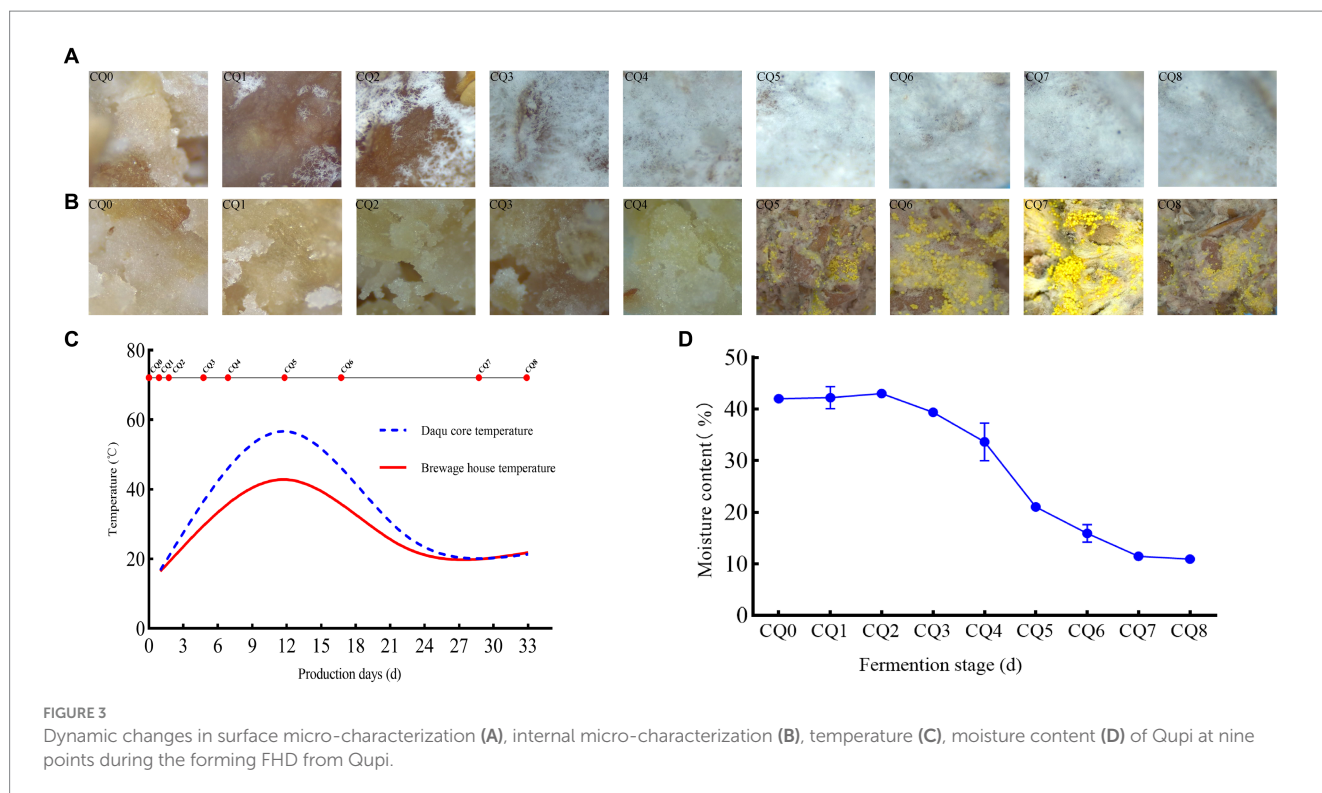 A
CQ0 CQ1 CQ2 CQ3 CQ4 CQ5 CQ6 CQ7 CQ8
B
CQ0 CQ1 CQ2 CQ3 CQ4 CQ5 CQ6 CQ7 CQ8
C
80
60
40
20
0
Temperature (℃)
CQ0 CQ1 CQ2 CQ3 CQ4 CQ5 CQ6 CQ7 CQ8
Daqu core temperature
Brewage house temperature
0 3 6 9 12 15 18 21 24 27 30 33
Production days (d)
D
50
40
30
20
10
0
Moisture content( %)
CQ0 CQ1 CQ2 CQ3 CQ4 CQ5 CQ6 CQ7 CQ8
Fermention stage (d)
FIGURE 3
Dynamic changes in surface micro-characterization (A), internal micro-characterization (B), temperature (C), moisture content (D) of Qupi at nine
points during the forming FHD from Qupi.